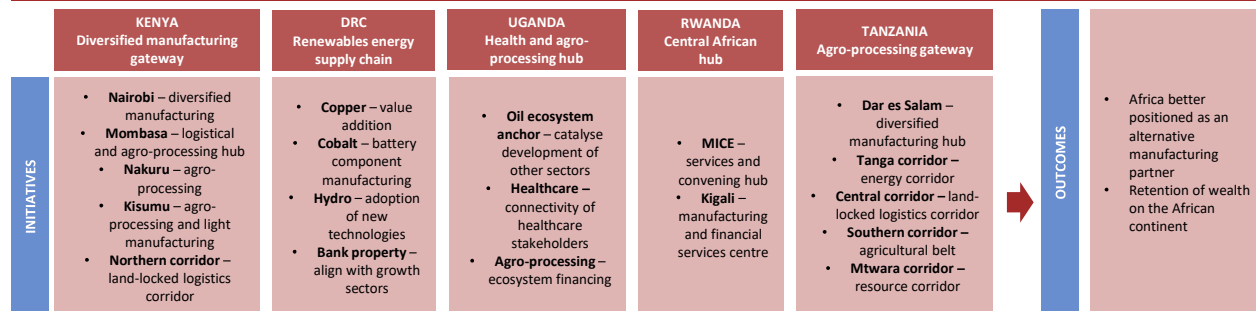 KENYA
Diversified manufacturing
gateway
DRC
Renewables energy
supply chain
UGANDA
Health and agro-
processing hub
RWANDA
Central African
hub
TANZANIA
Agro-processing gateway
INITIATIVES
• Nairobi – diversified
manufacturing
• Mombasa – logistical
and agro-processing hub
• Nakuru – agro-
processing
• Kisumu – agro-
processing and light
manufacturing
• Northern corridor –
land-locked logistics
corridor
• Copper – value
addition
• Cobalt – battery
component
manufacturing
• Hydro – adoption
of new
technologies
• Bank property –
align with growth
sectors
• Oil ecosystem
anchor – catalyse
development of
other sectors
• Healthcare –
connectivity of
healthcare
stakeholders
• Agro-processing –
ecosystem financing
• MICE –
services and
convening hub
• Kigali –
manufacturing
and financial
services centre
• Dar es Salam –
diversified
manufacturing hub
• Tanga corridor –
energy corridor
• Central corridor – land-
locked logistics corridor
• Southern corridor –
agricultural belt
• Mtwara corridor –
resource corridor
OUTCOMES
• Africa better
positioned as an
alternative
manufacturing
partner
• Retention of wealth
on the African
continent